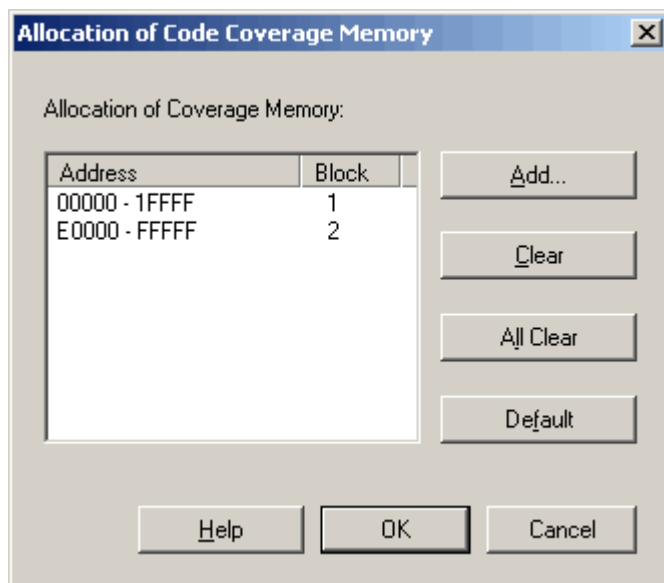 Allocation of Code Coverage Memory
Allocation of Coverage Memory:
Address Block
00000 - 1FFFF 1
E0000 - FFFFF 2
Add...
Clear
All Clear
Default
Help OK Cancel